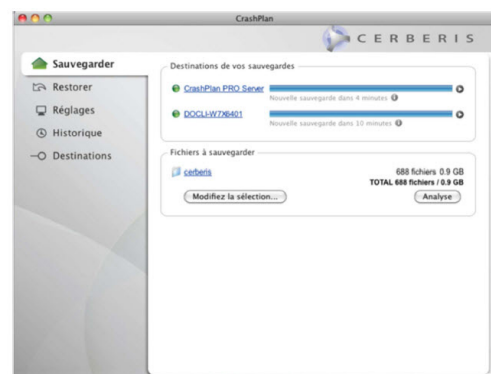 CrashPlan
CERBERIS
Sauvegarder
Restorer
Réglages
Historique
Destinations
Destinations de vos sauvegardes
CrashPlan PRO Server
Nouvelle sauvegarde dans 4 minutes
DOCLI-W7X6401
Nouvelle sauvegarde dans 10 minutes
Fichiers à sauvegarder
cerberis 688 fichiers 0.9 GB
TOTAL 688 fichiers / 0.9 GB
Modifiez la sélection... Analyse